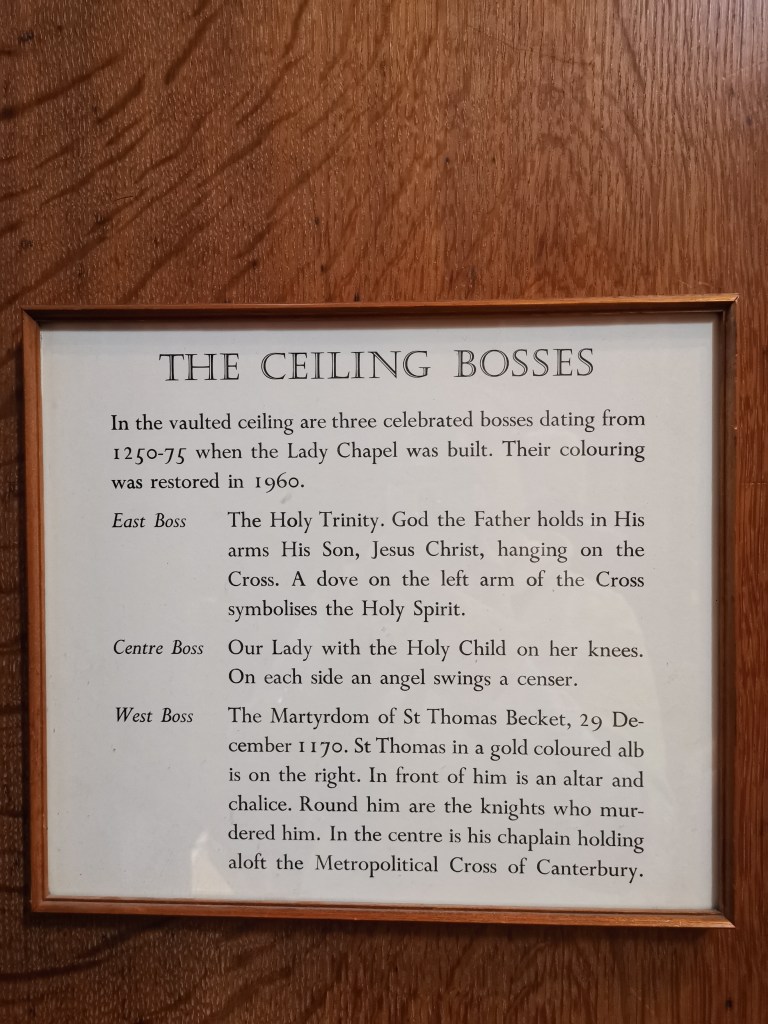 THE CEILING BOSSES
In the vaulted ceiling are three celebrated bosses dating from
1250-75 when the Lady Chapel was built. Their colouring
was restored in 1960.
East Boss The Holy Trinity. God the Father holds in His
arms His Son, Jesus Christ, hanging on the
Cross. A dove on the left arm of the Cross
symbolises the Holy Spirit.
Centre Boss Our Lady with the Holy Child on her knees.
On each side an angel swings a censer.
West Boss The Martyrdom of St Thomas Becket, 29 De-
cember 1170. St Thomas in a gold coloured alb
is on the right. In front of him is an altar and
chalice. Round him are the knights who mur-
dered him. In the centre is his chaplain holding
aloft the Metropolitical Cross of Canterbury.